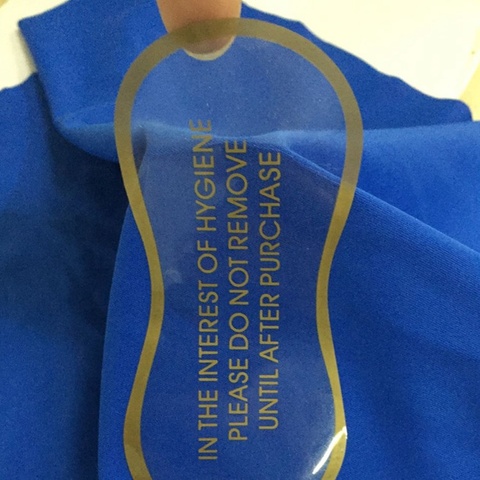 IN THE INTEREST OF HYGIENE
PLEASE DO NOT REMOVE
UNTIL AFTER PURCHASE